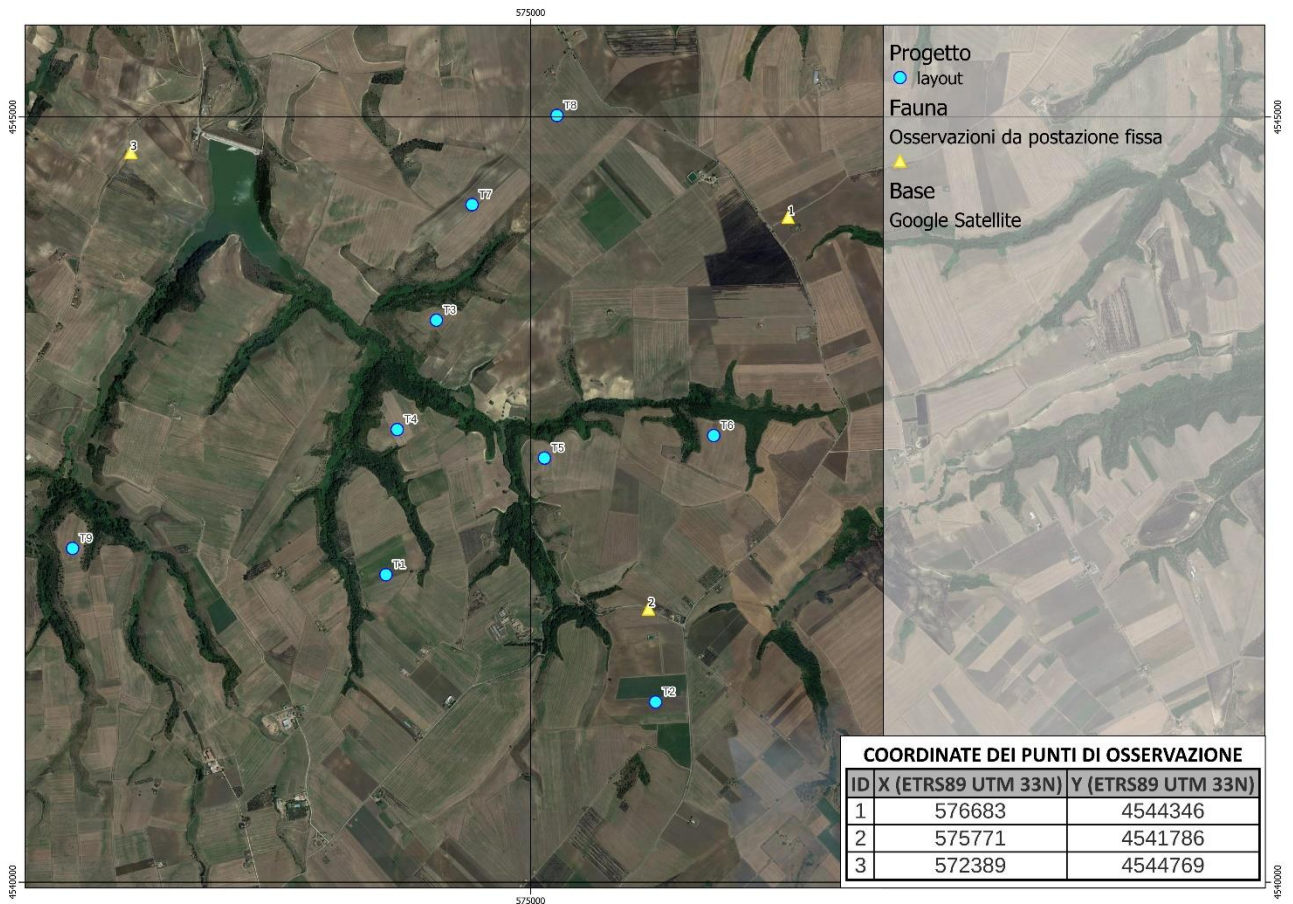 575000
4545000
4545000
T8
3
T7
1
T3
T4
T6
T5
T9
T1
2
T2
Progetto
layout
Fauna
Osservazioni da postazione fissa
Base
Google Satellite
COORDINATE DEI PUNTI DI OSSERVAZIONE
ID X (ETRS89 UTM 33N) Y (ETRS89 UTM 33N)
1 576683 4544346
2 575771 4541786
3 572389 4544769
4540000
4540000
575000